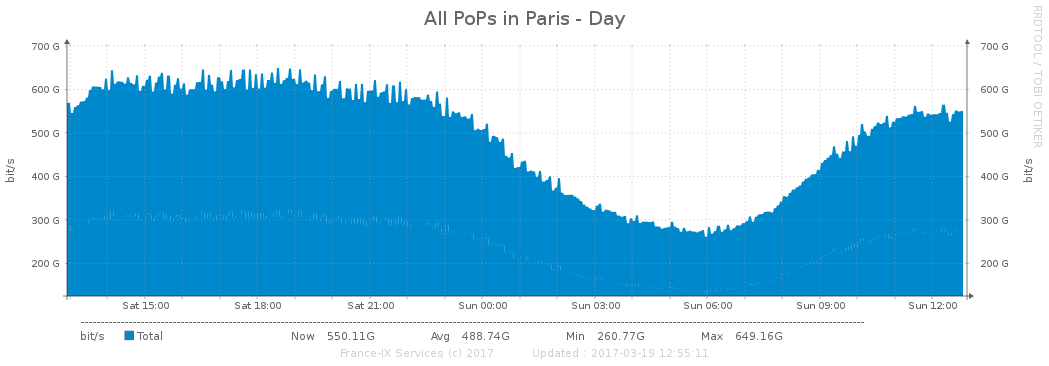 All PoPs in Paris - Day
RRDTOOL / TOBI OETIKER
bit/s
700 G
600 G
500 G
400 G
300 G
200 G
700 G
600 G
500 G
400 G
300 G
200 G
bit/s
Sat 15:00 Sat 18:00 Sat 21:00 Sun 00:00 Sun 03:00 Sun 06:00 Sun 09:00 Sun 12:00
bit/s Total Now 550.11G Avg 488.74G Min 260.77G Max 649.16G
France-IX Services (c) 2017 Updated : 2017-03-19 12:55:11